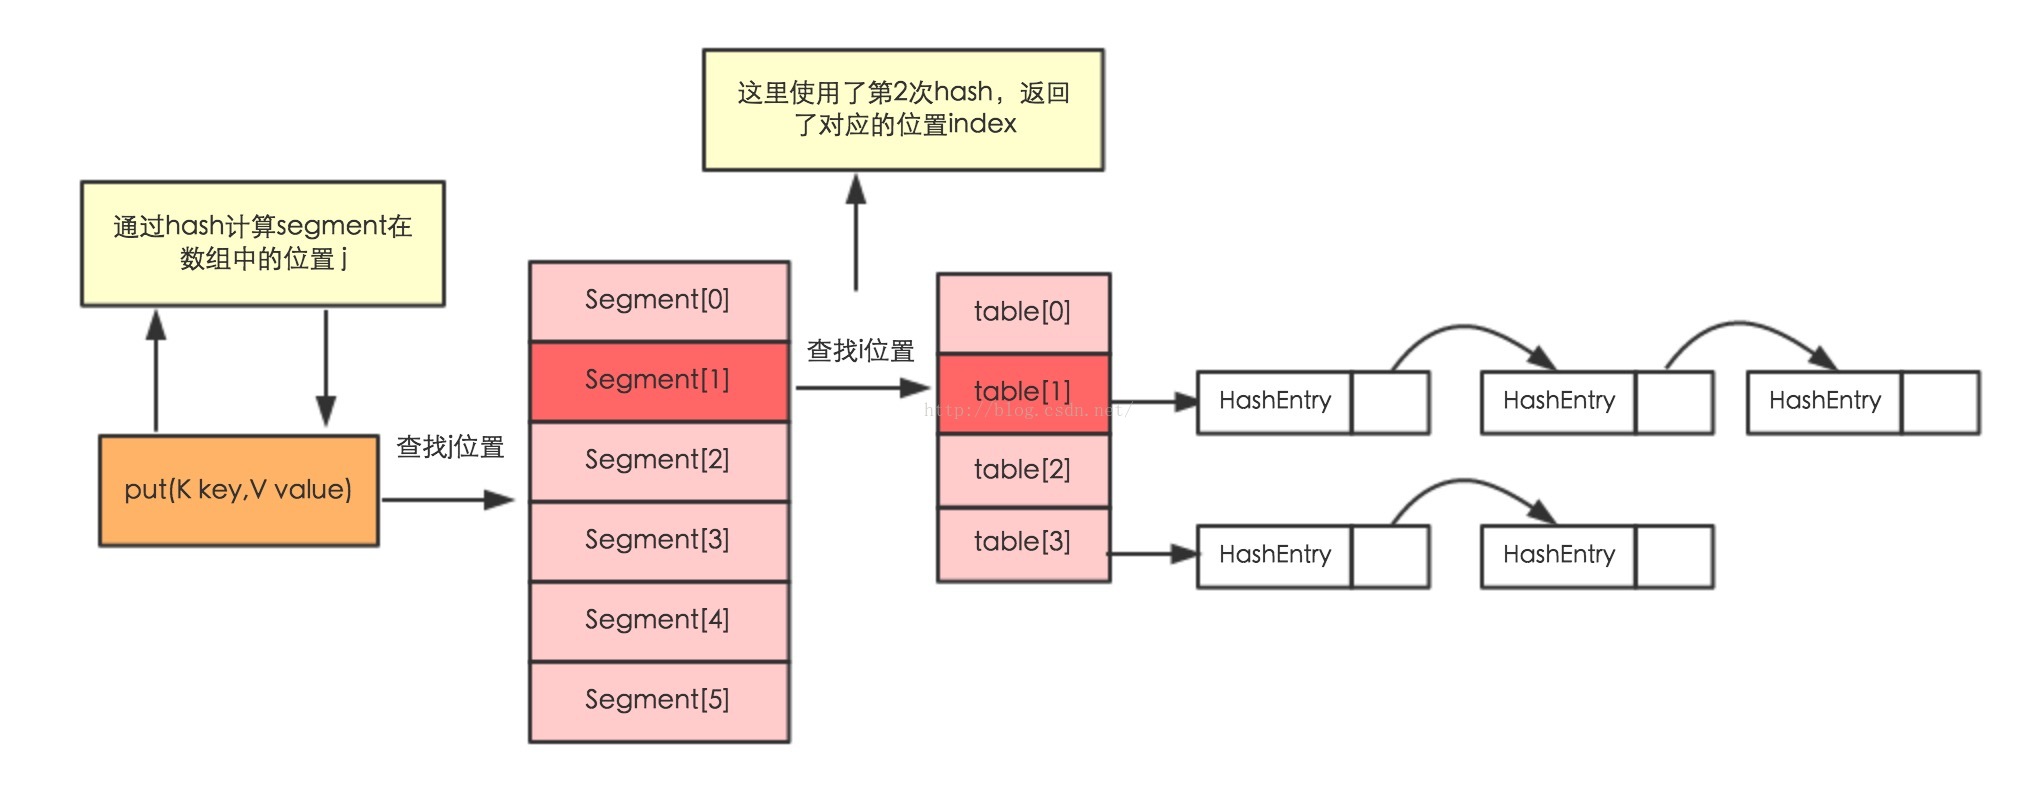 这里使用了第2次hash，返回
了对应的位置index
通过hash计算segment在
数组中的位置 j
put(K key,V value)
查找j位置
Segment[0]
Segment[1]
Segment[2]
Segment[3]
Segment[4]
Segment[5]
查找i位置
table[0]
table[1]
table[2]
table[3]
http://blog.csdn.net/
HashEntry
HashEntry
HashEntry
HashEntry
HashEntry